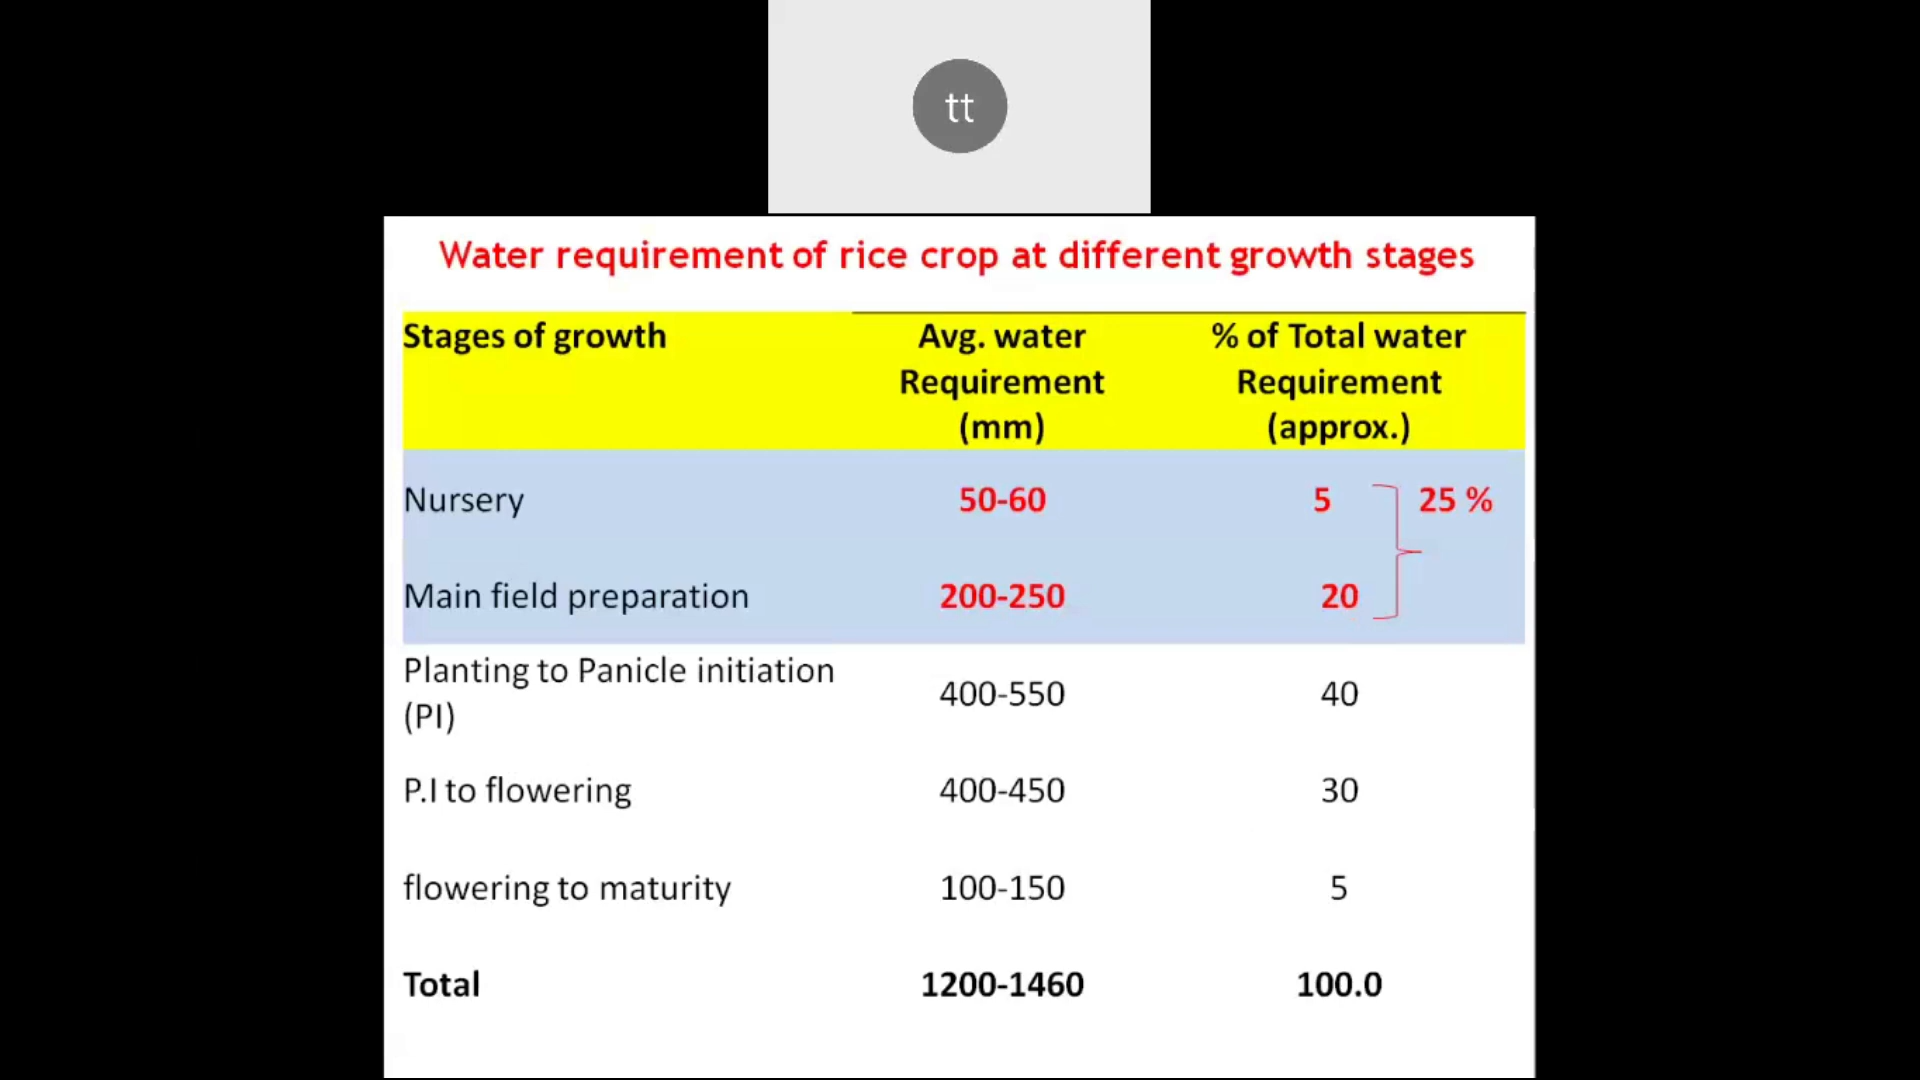 tt
Water requirement of rice crop at different growth stages
Stages of growth
Avg. water
Requirement
(mm)
% of Total water
Requirement
(approx.)
Nursery 50-60 5 25 %
Main field preparation 200-250 20
Planting to Panicle initiation
(PI)
400-550 40
P.I to flowering 400-450 30
flowering to maturity 100-150 5
Total 1200-1460 100.0